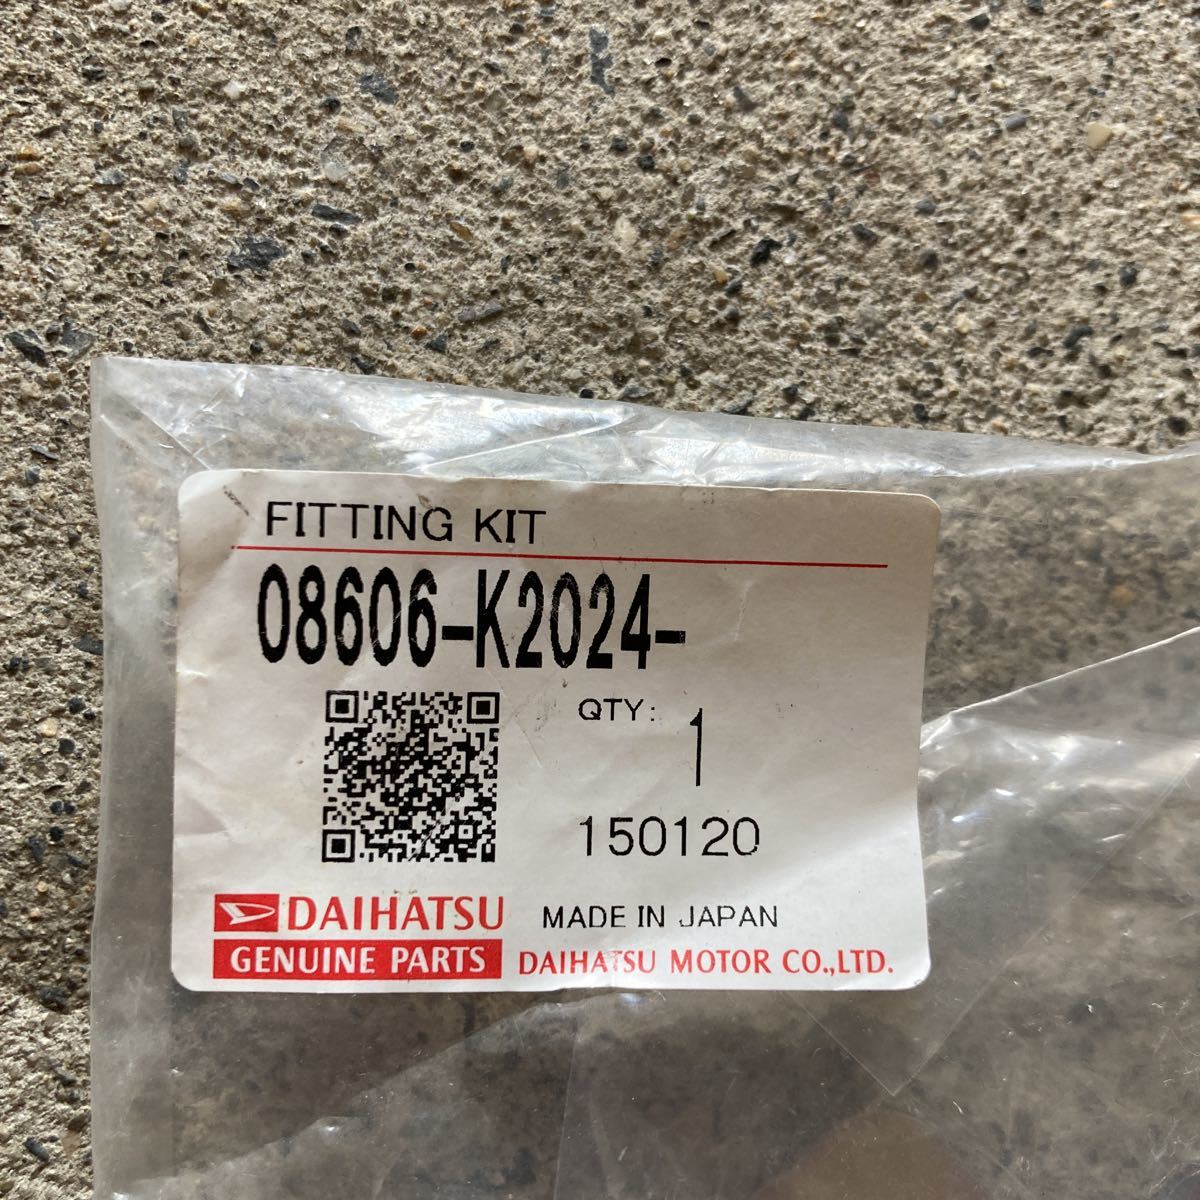 FITTING KIT
08606-K2024-
QTY: 1
150120
DAIHATSU MADE IN JAPAN
GENUINE PARTS DAIHATSU MOTOR CO.,LTD.